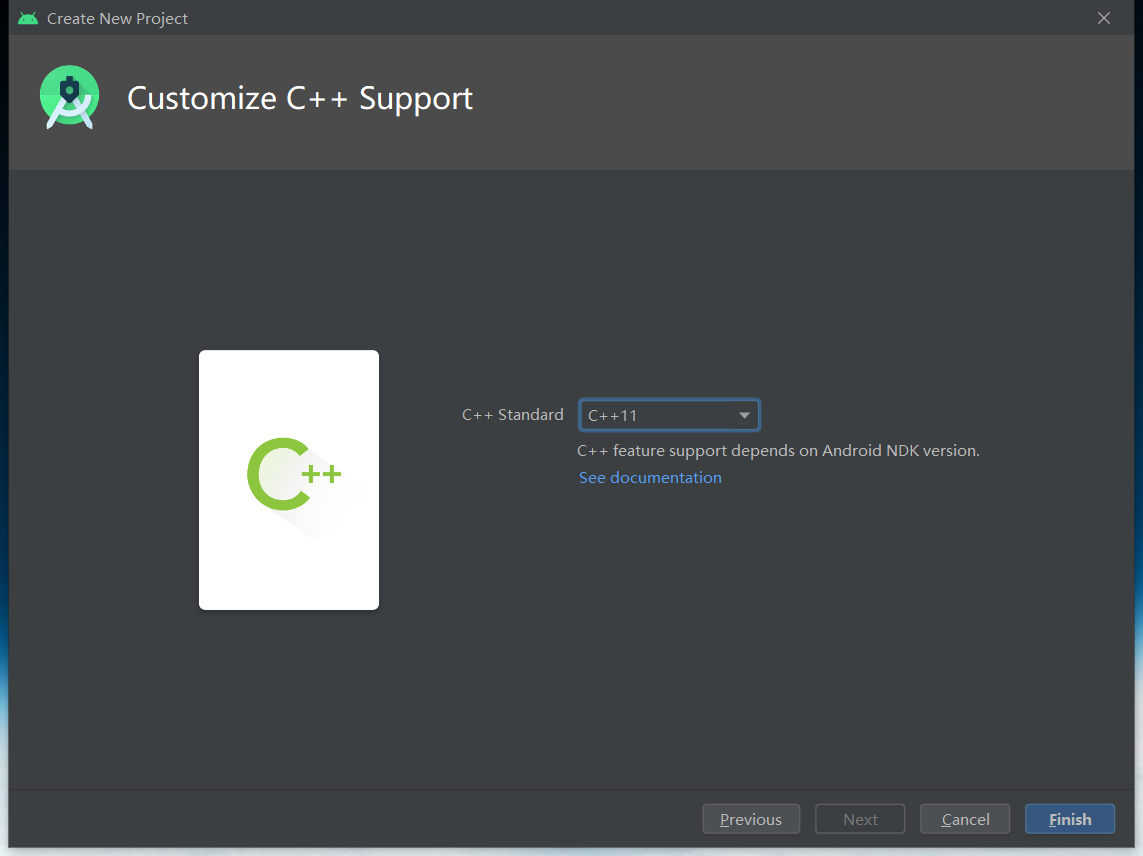 Create New Project
Customize C++ Support
C++
C++ Standard C++11
C++ feature support depends on Android NDK version.
See documentation
Previous Next Cancel Finish